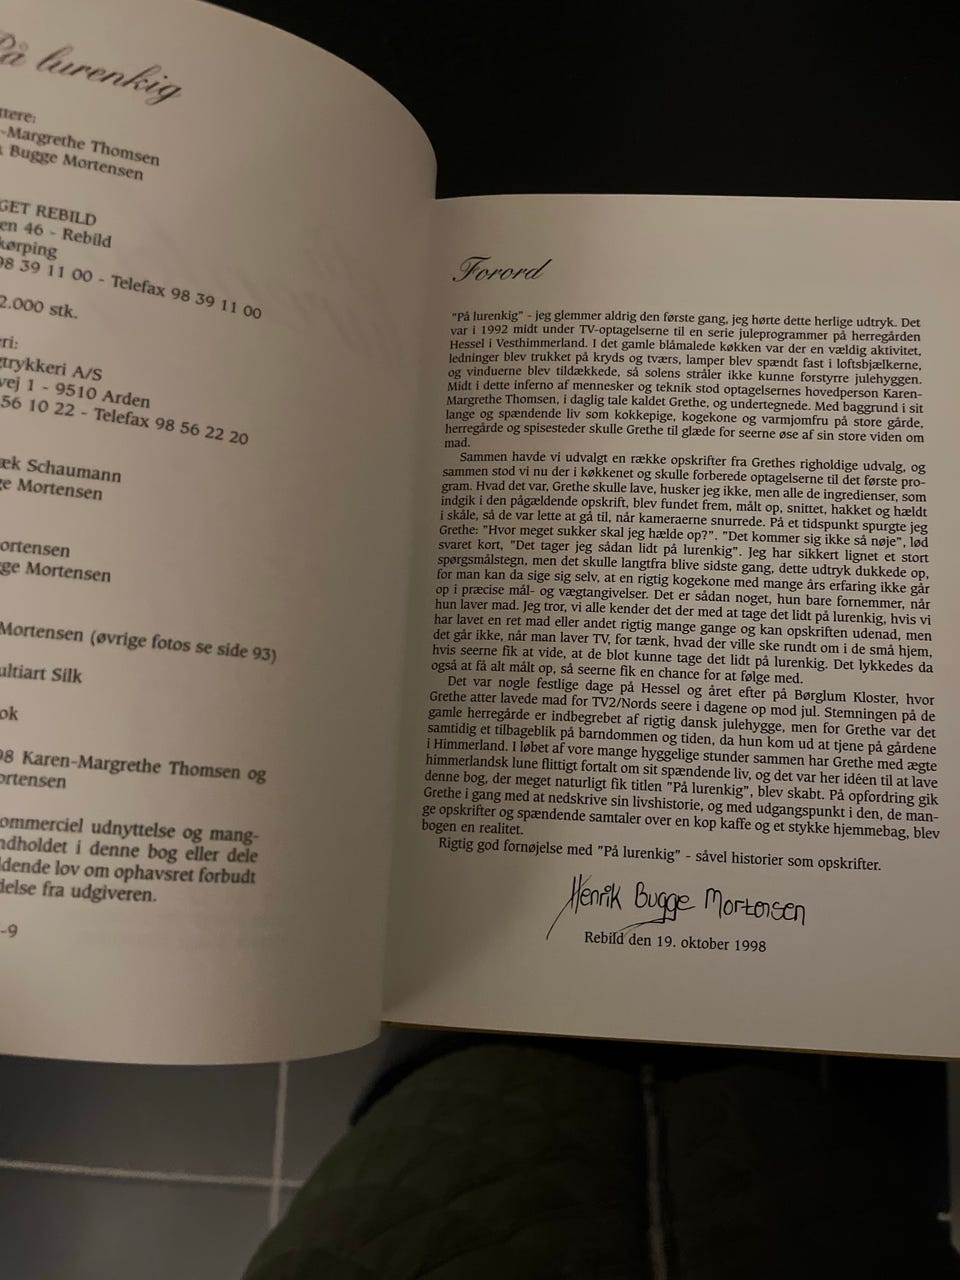 På lurenkig
ttere:
-Margrethe Thomsen
Bugge Mortensen
GET REBILD
en 46 - Rebild
kørping
98 39 11 00 - Telefax 98 39 11 00
2.000 stk.
ri:
gtrykkeri A/S
vej 1 - 9510 Arden
56 10 22 - Telefax 98 56 22 20
æk Schaumann
ge Mortensen
ortensen
ge Mortensen
Mortensen (øvrige fotos se side 93)
ultiart Silk
ok
98 Karen-Margrethe Thomsen og
ortensen
ommerciel udnyttelse og mang-
ndholdet i denne bog eller dele
ldende lov om ophavsret forbudt
delse fra udgiveren.
-9
Forord
"På lurenkig" - jeg glemmer aldrig den første gang, jeg hørte dette herlige udtryk. Det
var i 1992 midt under TV-optagelserne til en serie juleprogrammer på herregården
Hessel i Vesthimmerland. I det gamle blåmalede køkken var der en vældig aktivitet,
ledninger blev trukket på kryds og tværs, lamper blev spændt fast i loftsbjælkerne,
og vinduerne blev tildækkede, så solens stråler ikke kunne forstyrre julehyggen.
Midt i dette inferno af mennesker og teknik stod optagelsernes hovedperson Karen-
Margrethe Thomsen, i daglig tale kaldet Grethe, og undertegnede. Med baggrund i sit
lange og spændende liv som kokkepige, kogekone og varmjomfru på store gårde,
herregårde og spisesteder skulle Grethe til glæde for seerne øse af sin store viden om
mad.
Sammen havde vi udvalgt en række opskrifter fra Grethes righoldige udvalg, og
sammen stod vi nu der i køkkenet og skulle forberede optagelserne til det første pro-
gram. Hvad det var, Grethe skulle lave, husker jeg ikke, men alle de ingredienser, som
indgik i den pågældende opskrift, blev fundet frem, målt op, snittet, hakket og hældt
i skåle, så de var lette at gå til, når kameraerne snurrede. På et tidspunkt spurgte jeg
Grethe: "Hvor meget sukker skal jeg hælde op?". "Det kommer sig ikke så nøje", lød
svaret kort, "Det tager jeg sådan lidt på lurenkig". Jeg har sikkert lignet et stort
spørgsmålstegn, men det skulle langtfra blive sidste gang, dette udtryk dukkede op,
for man kan da sige sig selv, at en rigtig kogekone med mange års erfaring ikke går
op i præcise mål- og vægtangivelser. Det er sådan noget, hun bare fornemmer, når
hun laver mad. Jeg tror, vi alle kender det der med at tage det lidt på lurenkig, hvis vi
har lavet en ret mad eller andet rigtig mange gange og kan opskriften udenad, men
det går ikke, når man laver TV, for tænk, hvad der ville ske rundt om i de små hjem,
hvis seerne fik at vide, at de blot kunne tage det lidt på lurenkig. Det lykkedes da
også at få alt målt op, så seerne fik en chance for at følge med.
Det var nogle festlige dage på Hessel og året efter på Børglum Kloster, hvor
Grethe atter lavede mad for TV2/Nords seere i dagene op mod jul. Stemningen på de
gamle herregårde er indbegrebet af rigtig dansk julehygge, men for Grethe var det
samtidig et tilbageblik på barndommen og tiden, da hun kom ud at tjene på gårdene
i Himmerland. I løbet af vore mange hyggelige stunder sammen har Grethe med ægte
himmerlandsk lune flittigt fortalt om sit spændende liv, og det var her idéen til at lave
denne bog, der meget naturligt fik titlen "På lurenkig", blev skabt. På opfordring gik
Grethe i gang med at nedskrive sin livshistorie, og med udgangspunkt i den, de man-
ge opskrifter og spændende samtaler over en kop kaffe og et stykke hjemmebag, blev
bogen en realitet.
Rigtig god fornøjelse med "På lurenkig" - såvel historier som opskrifter.
Henrik Bugge Mortensen
Rebild den 19. oktober 1998